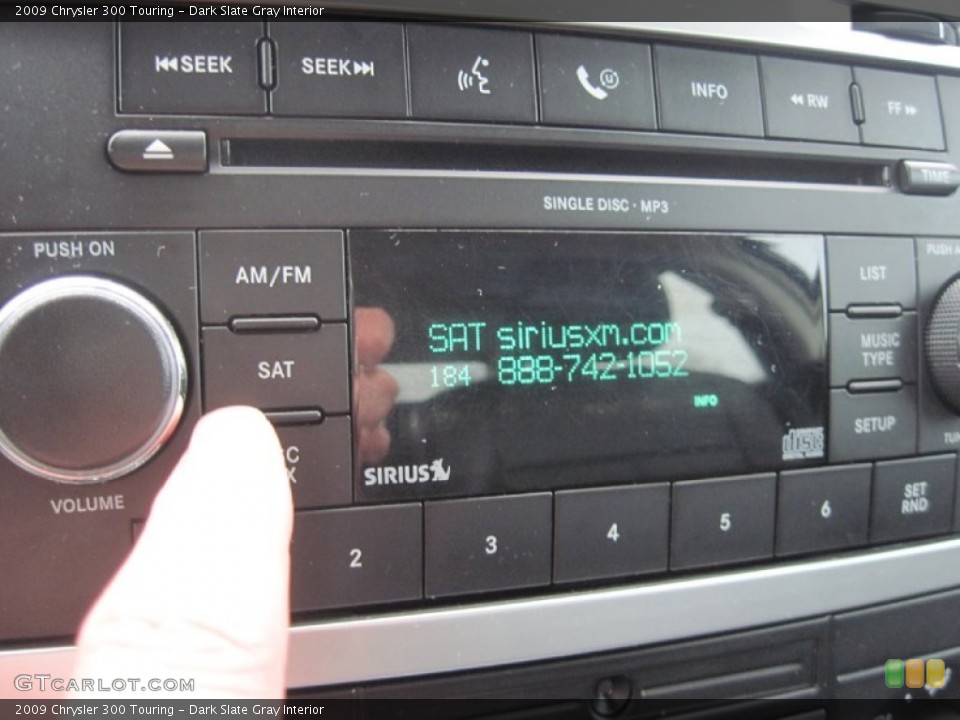 2009 Chrysler 300 Touring – Dark Slate Gray Interior
SEEK
SEEK
INFO
RW
FF
TIME
SINGLE DISC · MP3
PUSH ON
AM/FM
LIST
PUSH
SAT siriusxm.com
184 888-742-1052
SAT
MUSIC
TYPE
INFO
SETUP
SIRIUS
disc
VOLUME
2
3
4
5
6
SET
RND
GTCARLOT.COM
2009 Chrysler 300 Touring – Dark Slate Gray Interior